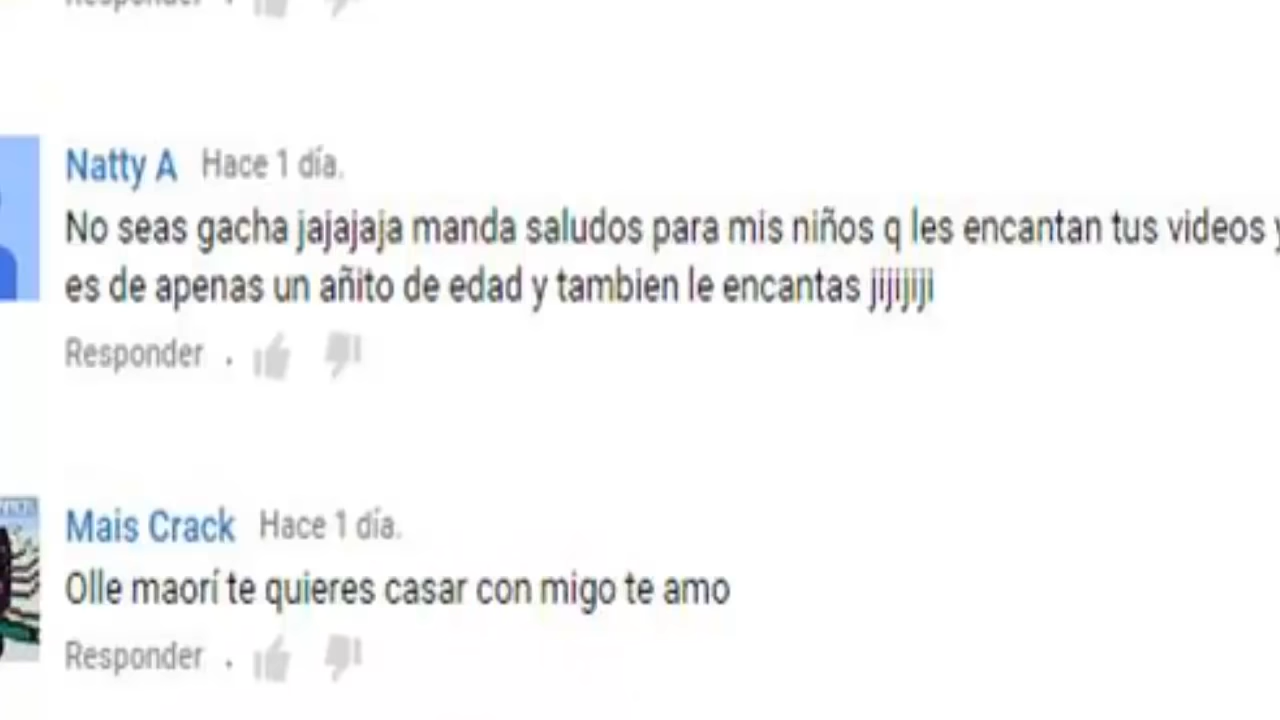 Responder .
Natty A Hace 1 día.
No seas gacha jajajaja manda saludos para mis niños q les encantan tus videos y
es de apenas un añito de edad y tambien le encantas jijijiji
Responder .
Mais Crack Hace 1 día.
Olle maorí te quieres casar con migo te amo
Responder .